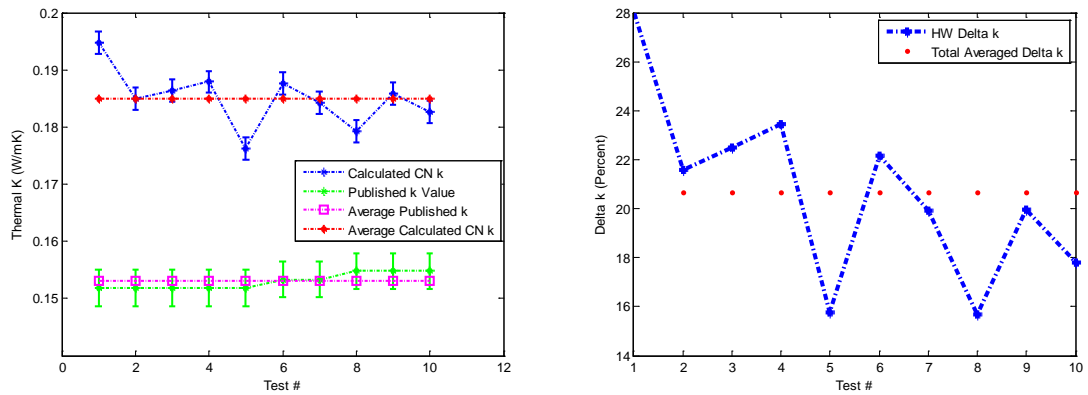 0.2
0.19
0.18
0.17
0.16
0.15
Thermal K (W/mK)
Calculated CN k
Published k Value
Average Published k
Average Calculated CN k
0 2 4 6 8 10 12
Test #
28
26
24
22
20
18
16
14
Delta k (Percent)
HW Delta k
Total Averaged Delta k
1 2 3 4 5 6 7 8 9 10
Test #